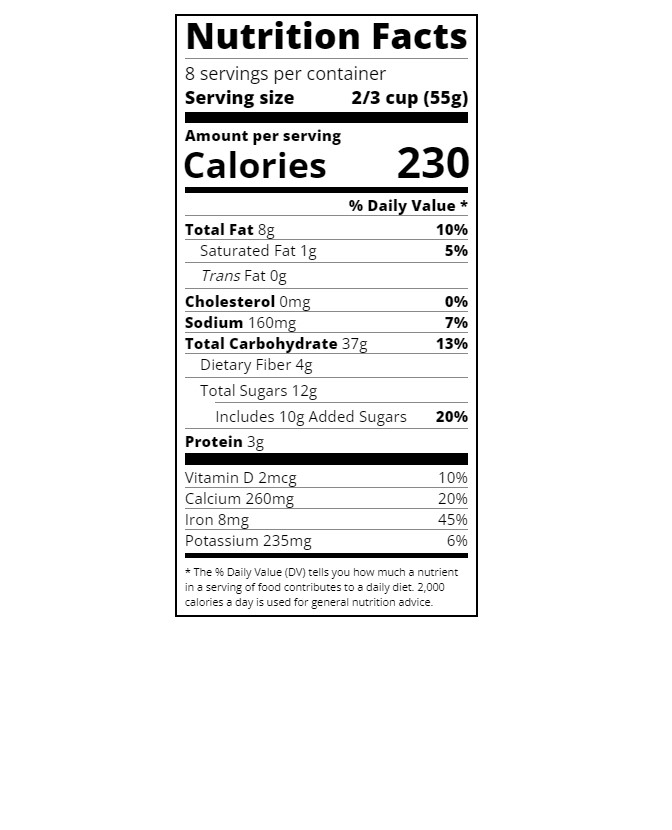 Nutrition Facts
8 servings per container
Serving size 2/3 cup (55g)
Amount per serving
Calories 230
% Daily Value *
Total Fat 8g 10%
Saturated Fat 1g 5%
Trans Fat 0g
Cholesterol 0mg 0%
Sodium 160mg 7%
Total Carbohydrate 37g 13%
Dietary Fiber 4g
Total Sugars 12g
Includes 10g Added Sugars 20%
Protein 3g
Vitamin D 2mcg 10%
Calcium 260mg 20%
Iron 8mg 45%
Potassium 235mg 6%
* The % Daily Value (DV) tells you how much a nutrient
in a serving of food contributes to a daily diet. 2,000
calories a day is used for general nutrition advice.